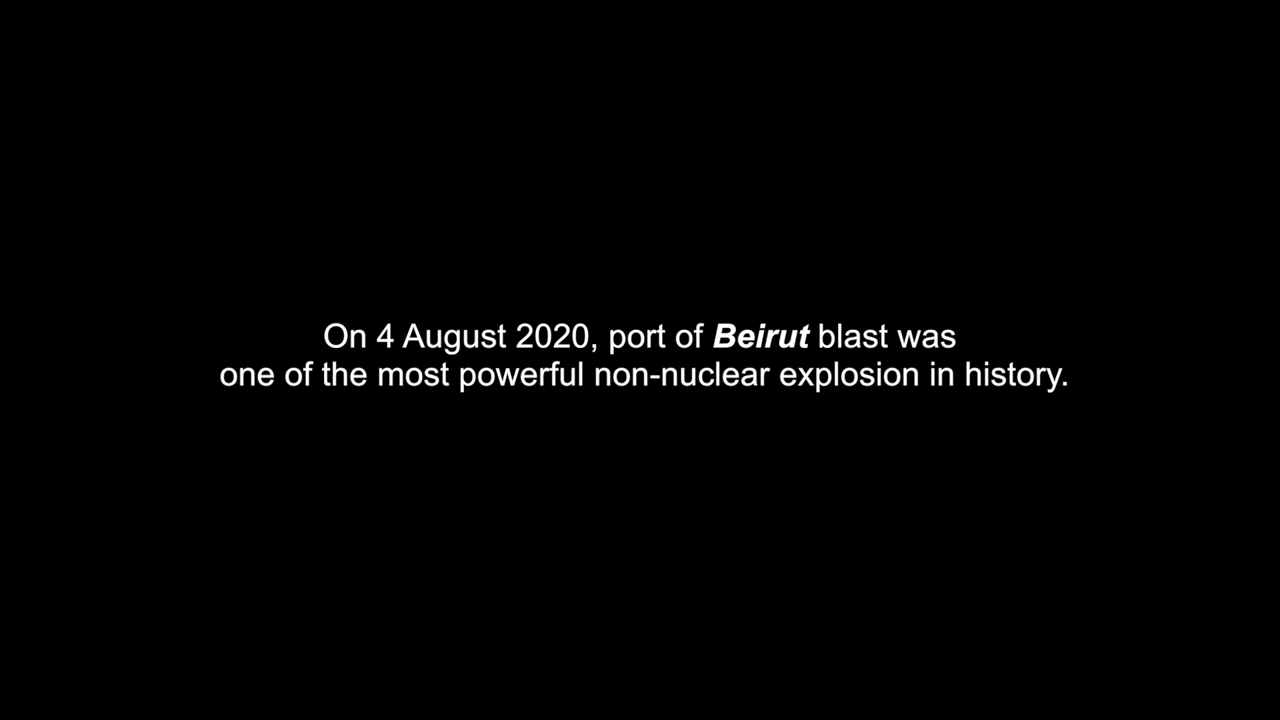 On 4 August 2020, port of Beirut blast was
one of the most powerful non-nuclear explosion in history.